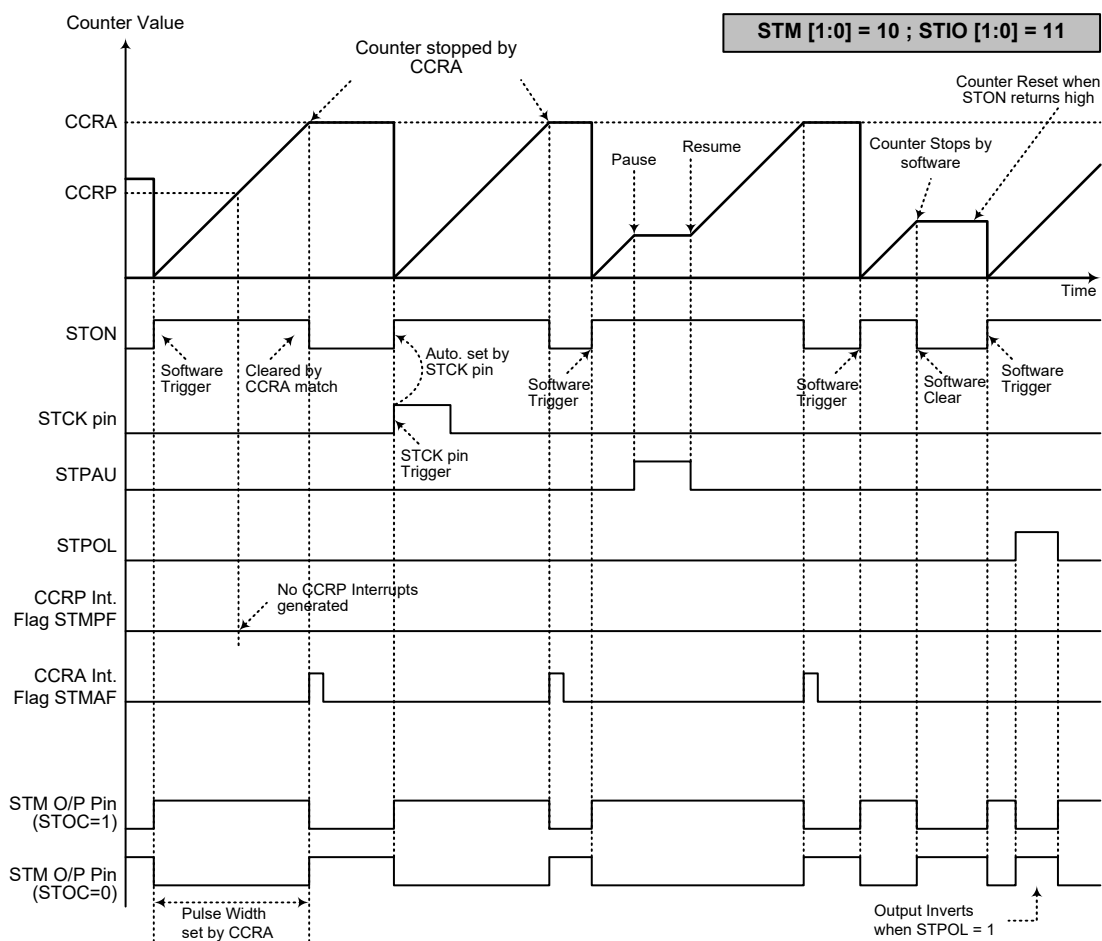 Counter Value
STM [1:0] = 10 ; STIO [1:0] = 11
Counter stopped by
CCRA
Counter Reset when
STON returns high
CCRA
Pause
Resume
Counter Stops by
software
CCRP
Time
STON
Software
Trigger
Cleared by
CCRA match
Auto. set by
STCK pin
Software
Trigger
Software
Trigger
Software
Clear
Software
Trigger
STCK pin
STCK pin
Trigger
STPAU
STPOL
No CCRP Interrupts
generated
CCRP Int.
Flag STMPF
CCRA Int.
Flag STMAF
STM O/P Pin
(STOC=1)
STM O/P Pin
(STOC=0)
Pulse Width
set by CCRA
Output Inverts
when STPOL = 1